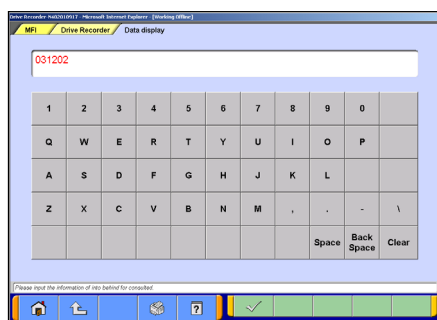 Drive Recorder N402010917 - Microsoft Internet Explorer - [Working Offline]
MFI Drive Recorder Data display
031202
1 2 3 4 5 6 7 8 9 0
Q W E R T Y U I O P
A S D F G H J K L
Z X C V B N M , . - \
Space Back Space Clear
Please input the information of into behind for consulted.
?